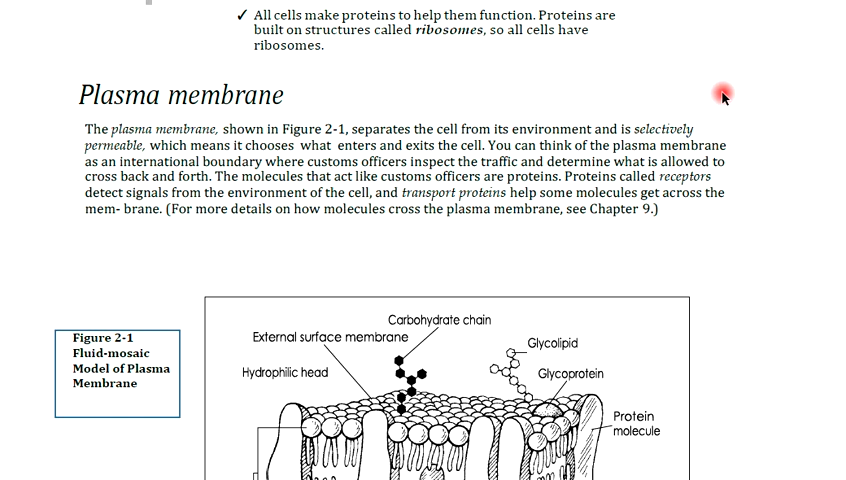 ✓ All cells make proteins to help them function. Proteins are
built on structures called ribosomes, so all cells have
ribosomes.
Plasma membrane
The plasma membrane, shown in Figure 2-1, separates the cell from its environment and is selectively
permeable, which means it chooses what enters and exits the cell. You can think of the plasma membrane
as an international boundary where customs officers inspect the traffic and determine what is allowed to
cross back and forth. The molecules that act like customs officers are proteins. Proteins called receptors
detect signals from the environment of the cell, and transport proteins help some molecules get across the
mem- brane. (For more details on how molecules cross the plasma membrane, see Chapter 9.)
Figure 2-1
Fluid-mosaic
Model of Plasma
Membrane
Carbohydrate chain
External surface membrane
Glycolipid
Hydrophilic head
Glycoprotein
Protein
molecule